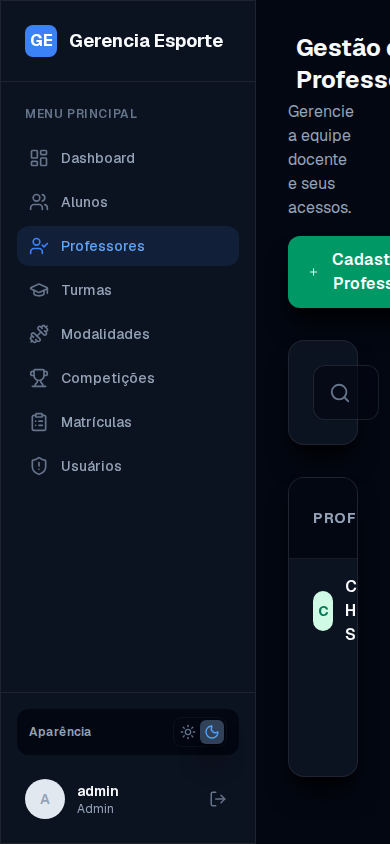 GE
Gerencia Esporte
MENU PRINCIPAL
Dashboard
Alunos
Professores
Turmas
Modalidades
Competições
Matrículas
Usuários
Aparência
A
admin
Admin
Gestão
Gerencie
a equipe
docente
e seus
acessos.
C
C
H
S